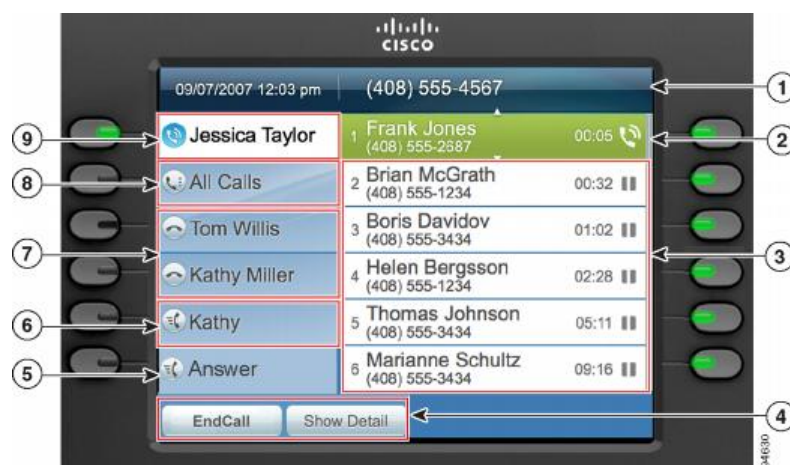 CISCO
09/07/2007 12:03 pm (408) 555-4567 1
9 Jessica Taylor 1 Frank Jones 00:05 2
(408) 555-2687
8 All Calls 2 Brian McGrath 00:32
(408) 555-1234
Tom Willis 3 Boris Davidov 01:02
(408) 555-3434
7 3
Kathy Miller 4 Helen Bergsson 02:28
(408) 555-1234
6 Kathy 5 Thomas Johnson 05:11
(408) 555-3434
5 Answer 6 Marianne Schultz 09:16
(408) 555-3434
EndCall Show Detail 4